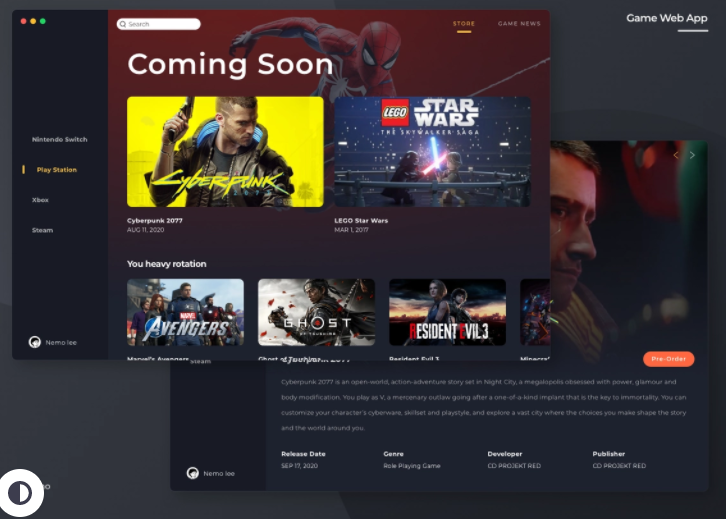 Game Web App
Search
STORE
GAME NEWS
Coming Soon
Nintendo Switch
Play Station
Xbox
Steam
CYBERPUNK
LEGO STAR WARS
THE SKYWALKER SAGA
Cyberpunk 2077
AUG 11, 2020
LEGO Star Wars
MAR 1, 2017
You heavy rotation
MARVEL
AVENGERS
GHOST
OF TSUSHIMA
RESIDENT EVIL 3
Marvel's Avengers
Resident Evil 3
Nemo lee
Steam
Pre-Order
Cyberpunk 2077 is an open-world, action-adventure story set in Night City, a megalopolis obsessed with power, glamour and
body modification. You play as V, a mercenary outlaw going after a one-of-a-kind implant that is the key to immortality. You can
customize your character's cyberware, skillset and playstyle, and explore a vast city where the choices you make shape the story
and the world around you.
Release Date
Genre
Developer
Publisher
SEP 17, 2020
Role Playing Game
CD PROJEKT RED
CD PROJEKT RED
Nemo lee